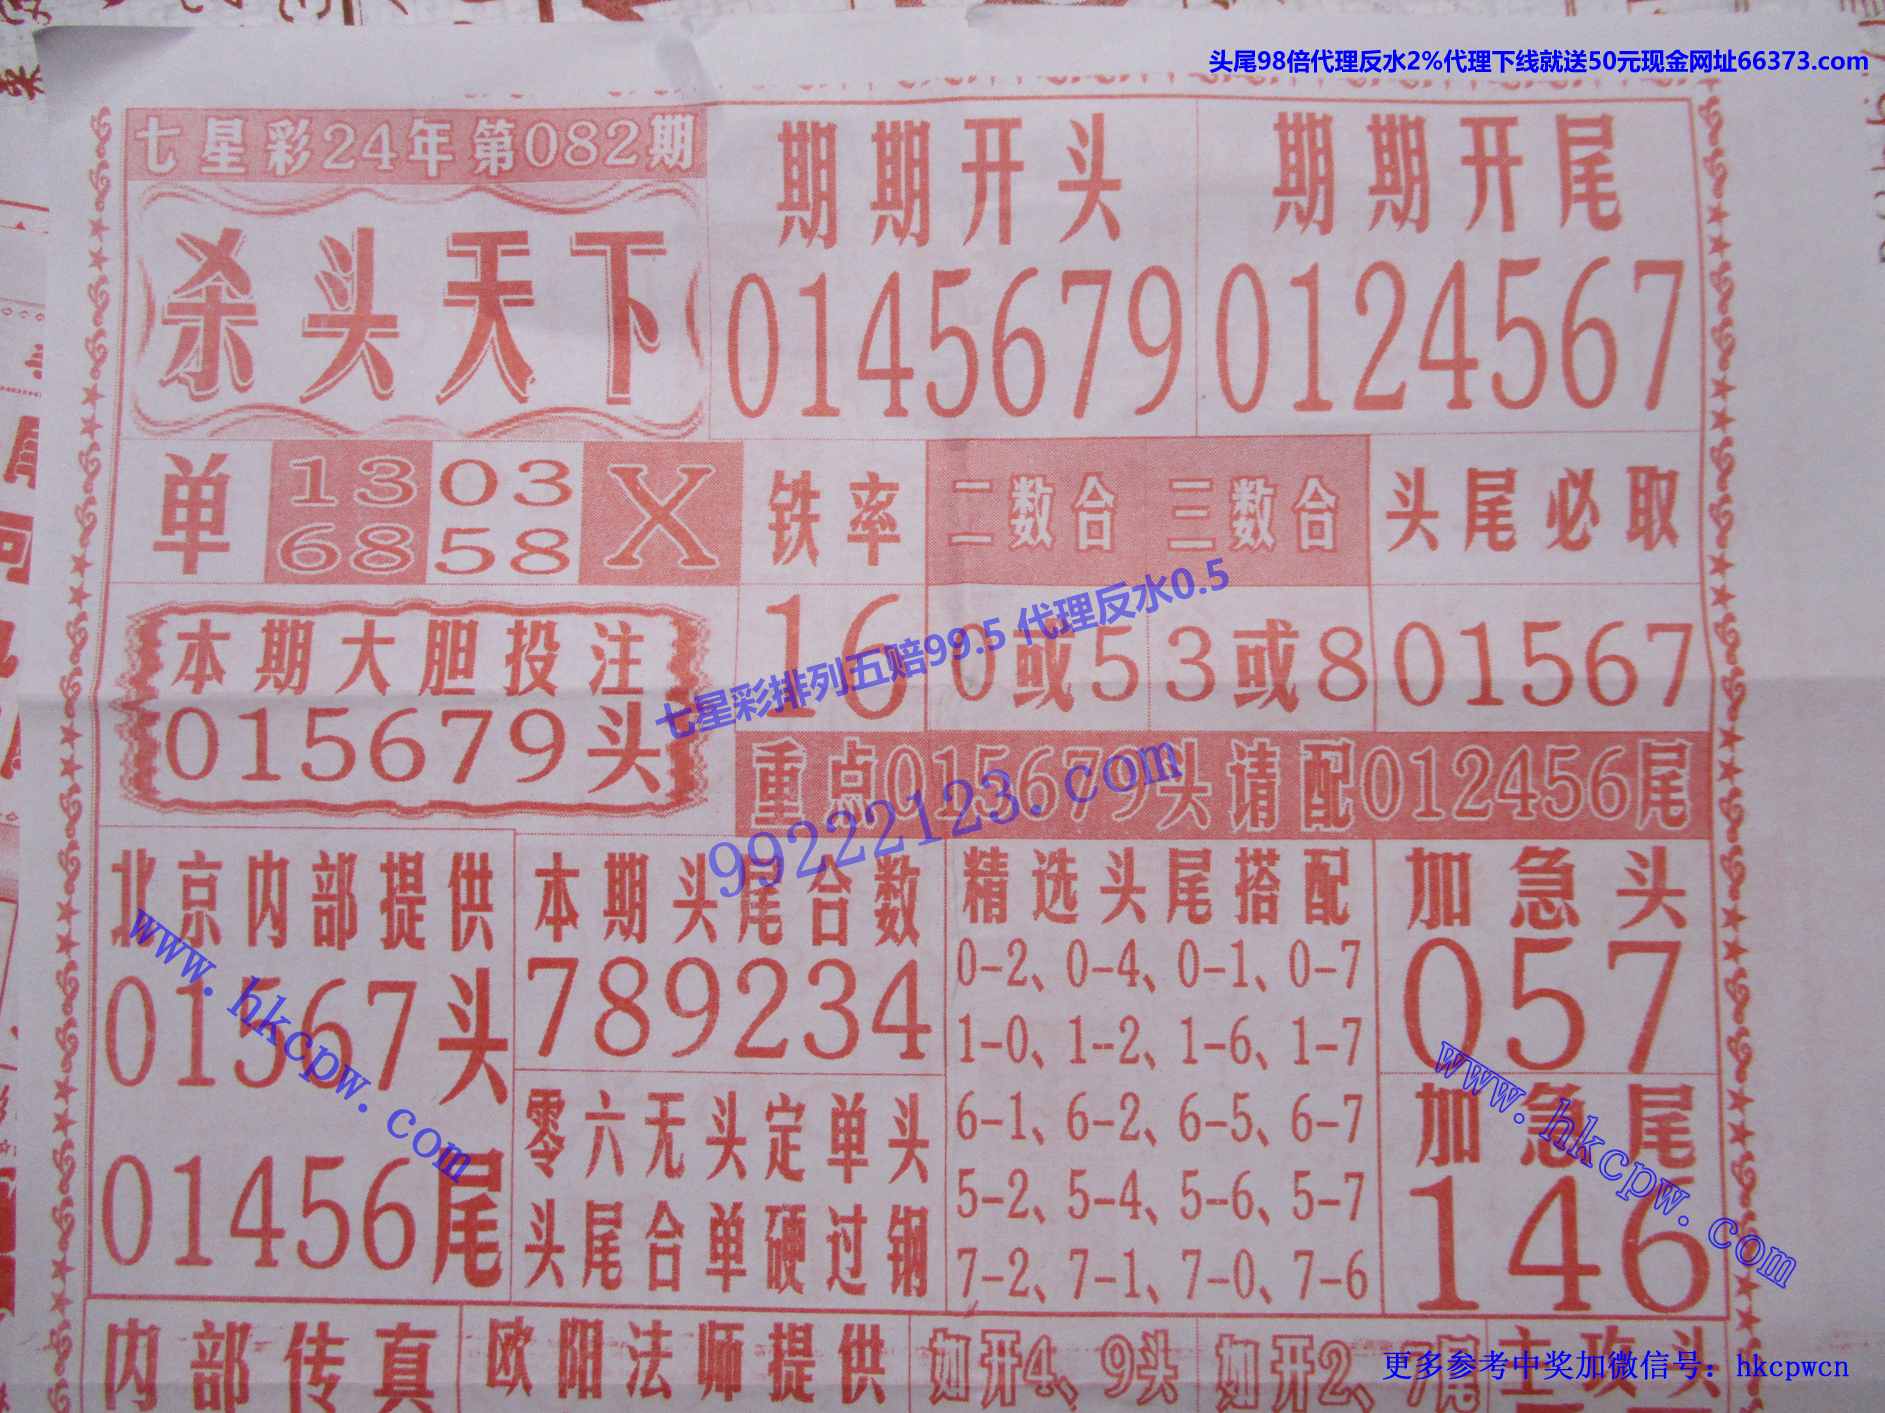 头尾98倍代理反水2%代理下线就送50元现金网址66373.com
七星彩24年第082期
杀头天下
期期开头
0145679
期期开尾
0124567
单
13
68
03
58
X
铁率
16
二数合 三数合
0或5 3或8
头尾必取
01567
本期大胆投注
015679头
七星彩排列五赔99.5 代理反水0.5
99222123.com
重点015679头请配012456尾
北京内部提供
01567头
01456尾
www.hkcpw.com
本期头尾合数
789234
零六无头定单头
头尾合单硬过钢
精选头尾搭配
0-2、0-4、0-1、0-7
1-0、1-2、1-6、1-7
6-1、6-2、6-5、6-7
5-2、5-4、5-6、5-7
7-2、7-1、7-0、7-6
加急头
057
加急尾
146
www.hkcpw.com
内部传真
欧阳法师提供
如开4、9头
如开2、7尾
主攻头
更多参考中奖加微信号：hkcpwcn